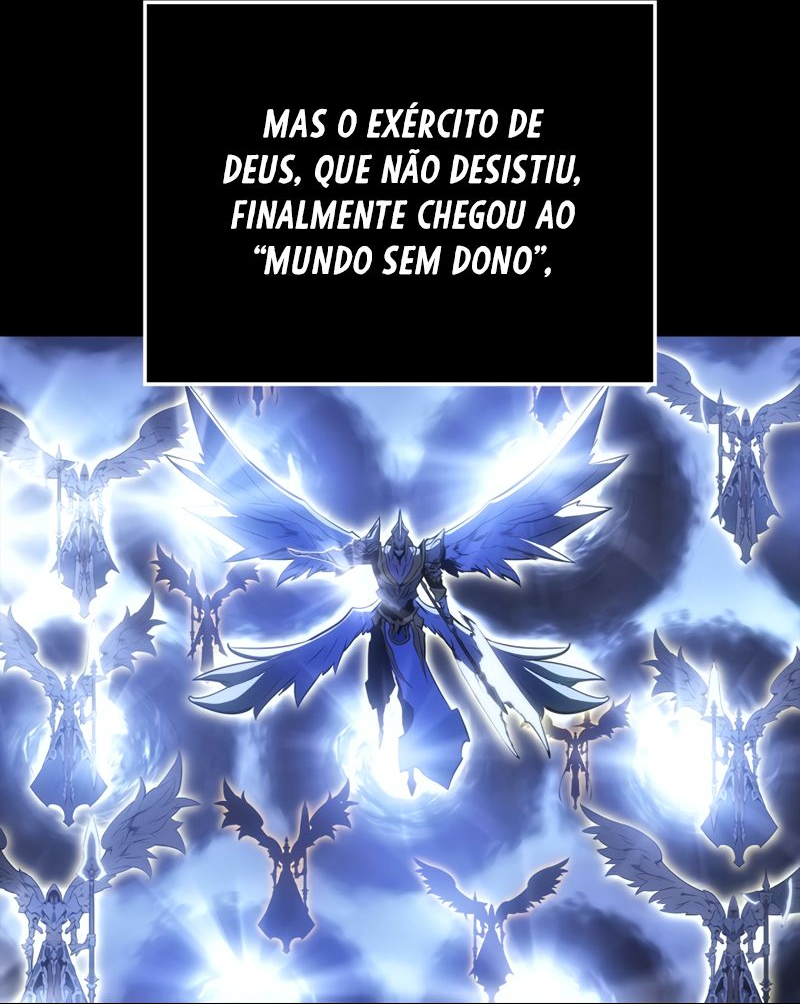 MAS O EXÉRCITO DE
DEUS, QUE NÃO DESISTIU,
FINALMENTE CHEGOU AO
“MUNDO SEM DONO”,